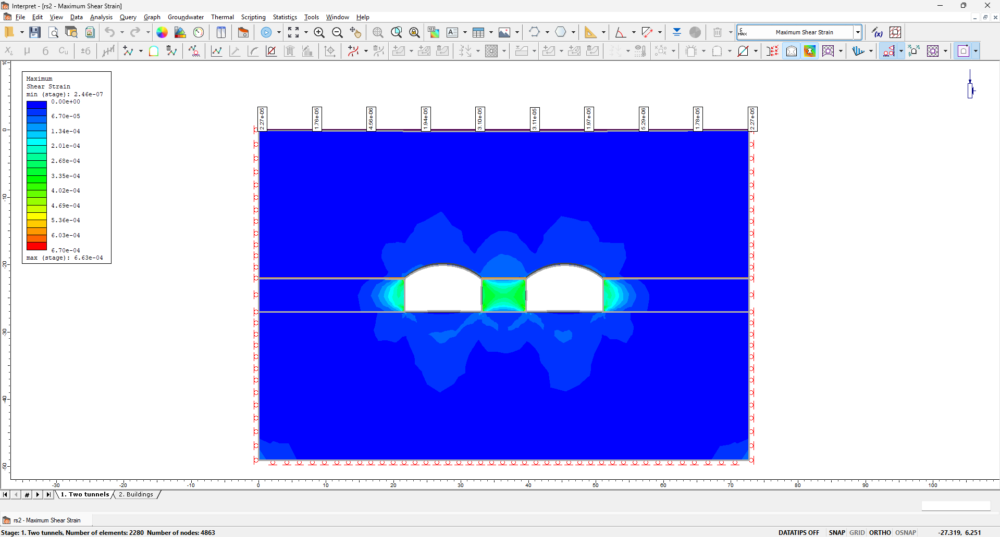 Interpret - [rs2 - Maximum Shear Strain]
File Edit View Data Analysis Query Graph Groundwater Thermal Scripting Statistics Tools Window Help
Maximum Shear Strain
Maximum
Shear Strain
min (stage): 2.46e-07
0.00e+00
6.70e-05
1.34e-04
2.01e-04
2.68e-04
3.35e-04
4.02e-04
4.69e-04
5.36e-04
6.03e-04
6.70e-04
max (stage): 6.63e-04
2.27e-05 1.76e-05 4.56e-06 1.94e-05 3.10e-05 3.11e-05 1.97e-05 5.29e-06 1.78e-05 2.27e-05
10
0
-10
-20
-30
-40
-50
-30 -20 -10 0 10 20 30 40 50 60 70 80 90 100
1. Two tunnels 2. Buildings
rs2 - Maximum Shear Strain
Stage: 1. Two tunnels, Number of elements: 2280 Number of nodes: 4863 DATATIPS OFF SNAP GRID ORTHO OSNAP -27.319, 6.251